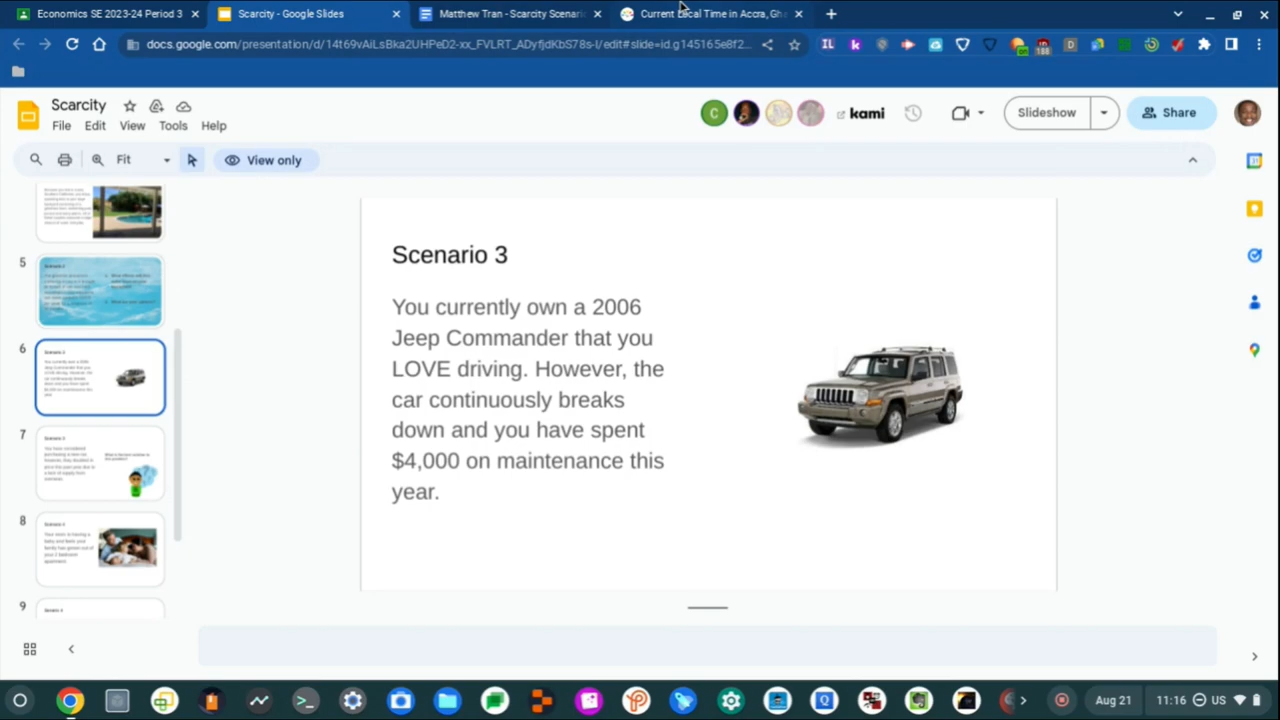 Economics SE 2023-24 Period 3
Scarcity - Google Slides
Matthew Tran - Scarcity Scenari
Current Local Time in Accra, Gh
docs.google.com/presentation/d/14t69vAiLsBka2UHPeD2-xx_FVLRT_ADyfjdKbS78s-I/edit#slide=id.g145165e8f2...
Scarcity
File Edit View Tools Help
kami
Slideshow
Share
Fit
View only
5
6
7
8
9
Scenario 3
You currently own a 2006
Jeep Commander that you
LOVE driving. However, the
car continuously breaks
down and you have spent
$4,000 on maintenance this
year.
Aug 21
11:16
US